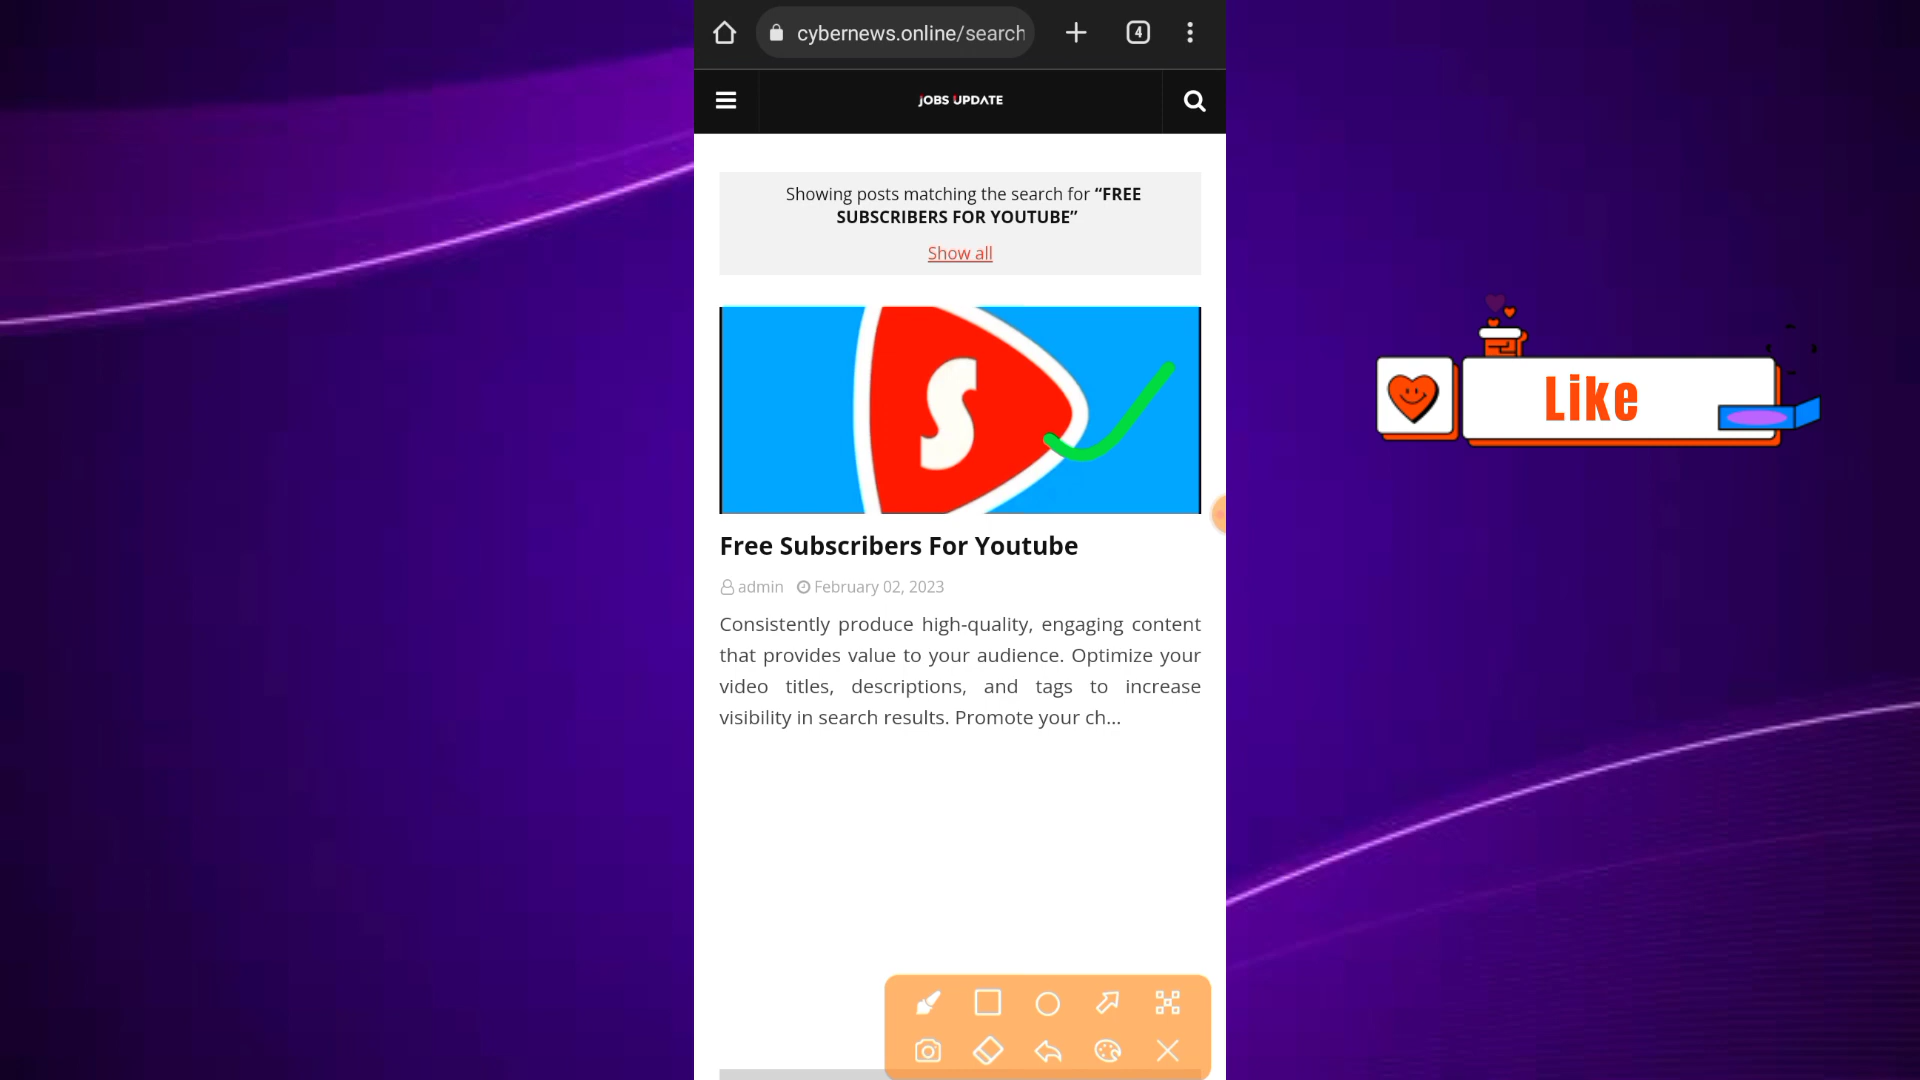 cybernews.online/search
4
JOBS UPDATE
Showing posts matching the search for “FREE
SUBSCRIBERS FOR YOUTUBE”
Show all
S
Like
Free Subscribers For Youtube
admin February 02, 2023
Consistently produce high-quality, engaging content
that provides value to your audience. Optimize your
video titles, descriptions, and tags to increase
visibility in search results. Promote your ch...